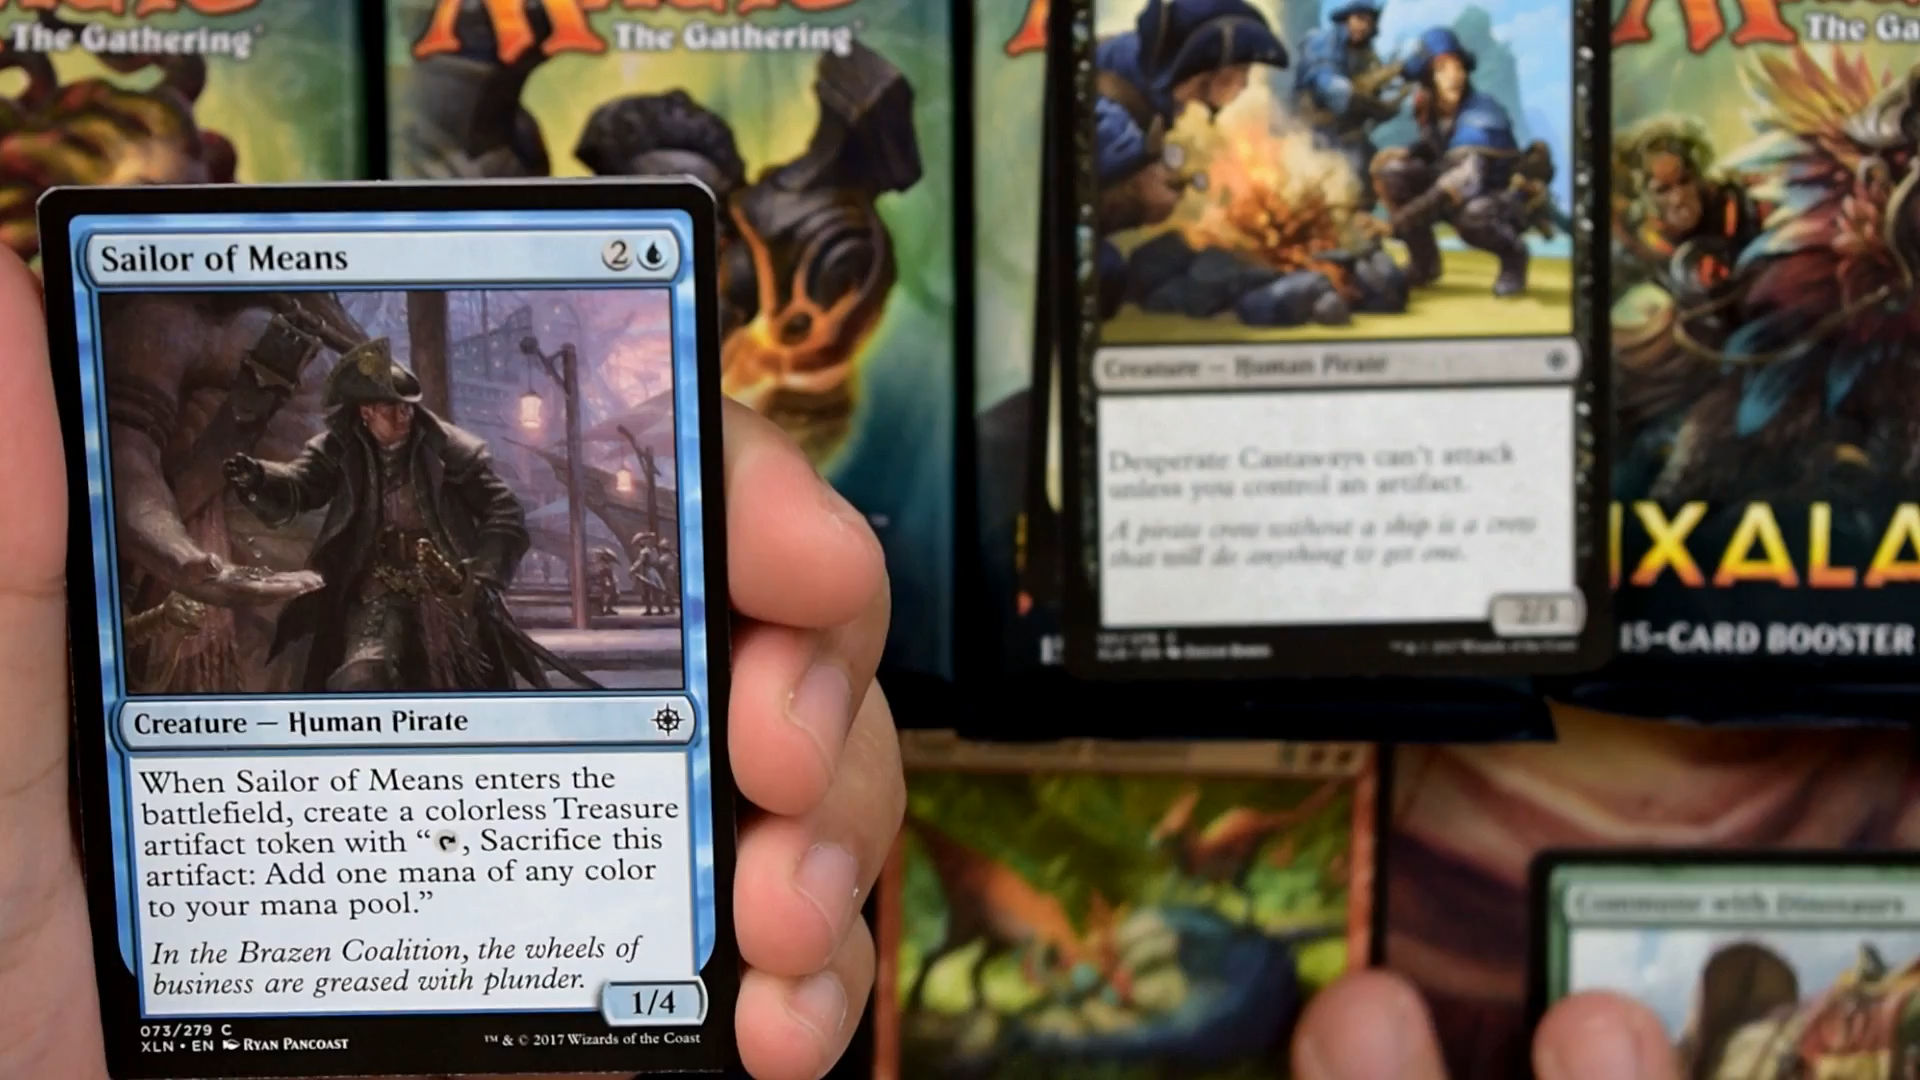 The Gathering
The Gathering
The Ga
Sailor of Means
2
Creature — Human Pirate
When Sailor of Means enters the
battlefield, create a colorless Treasure
artifact token with “ , Sacrifice this
artifact: Add one mana of any color
to your mana pool.”
In the Brazen Coalition, the wheels of
business are greased with plunder.
1/4
073/279 C
XLN • EN RYAN PANCOAST
™ & © 2017 Wizards of the Coast
Creature — Human Pirate
Desperate Castaways can't attack
unless you control an artifact.
A pirate crew without a ship is a crew
that will do anything to get one.
2/3
IXALA
15-CARD BOOSTER
Commune with Dinosaurs